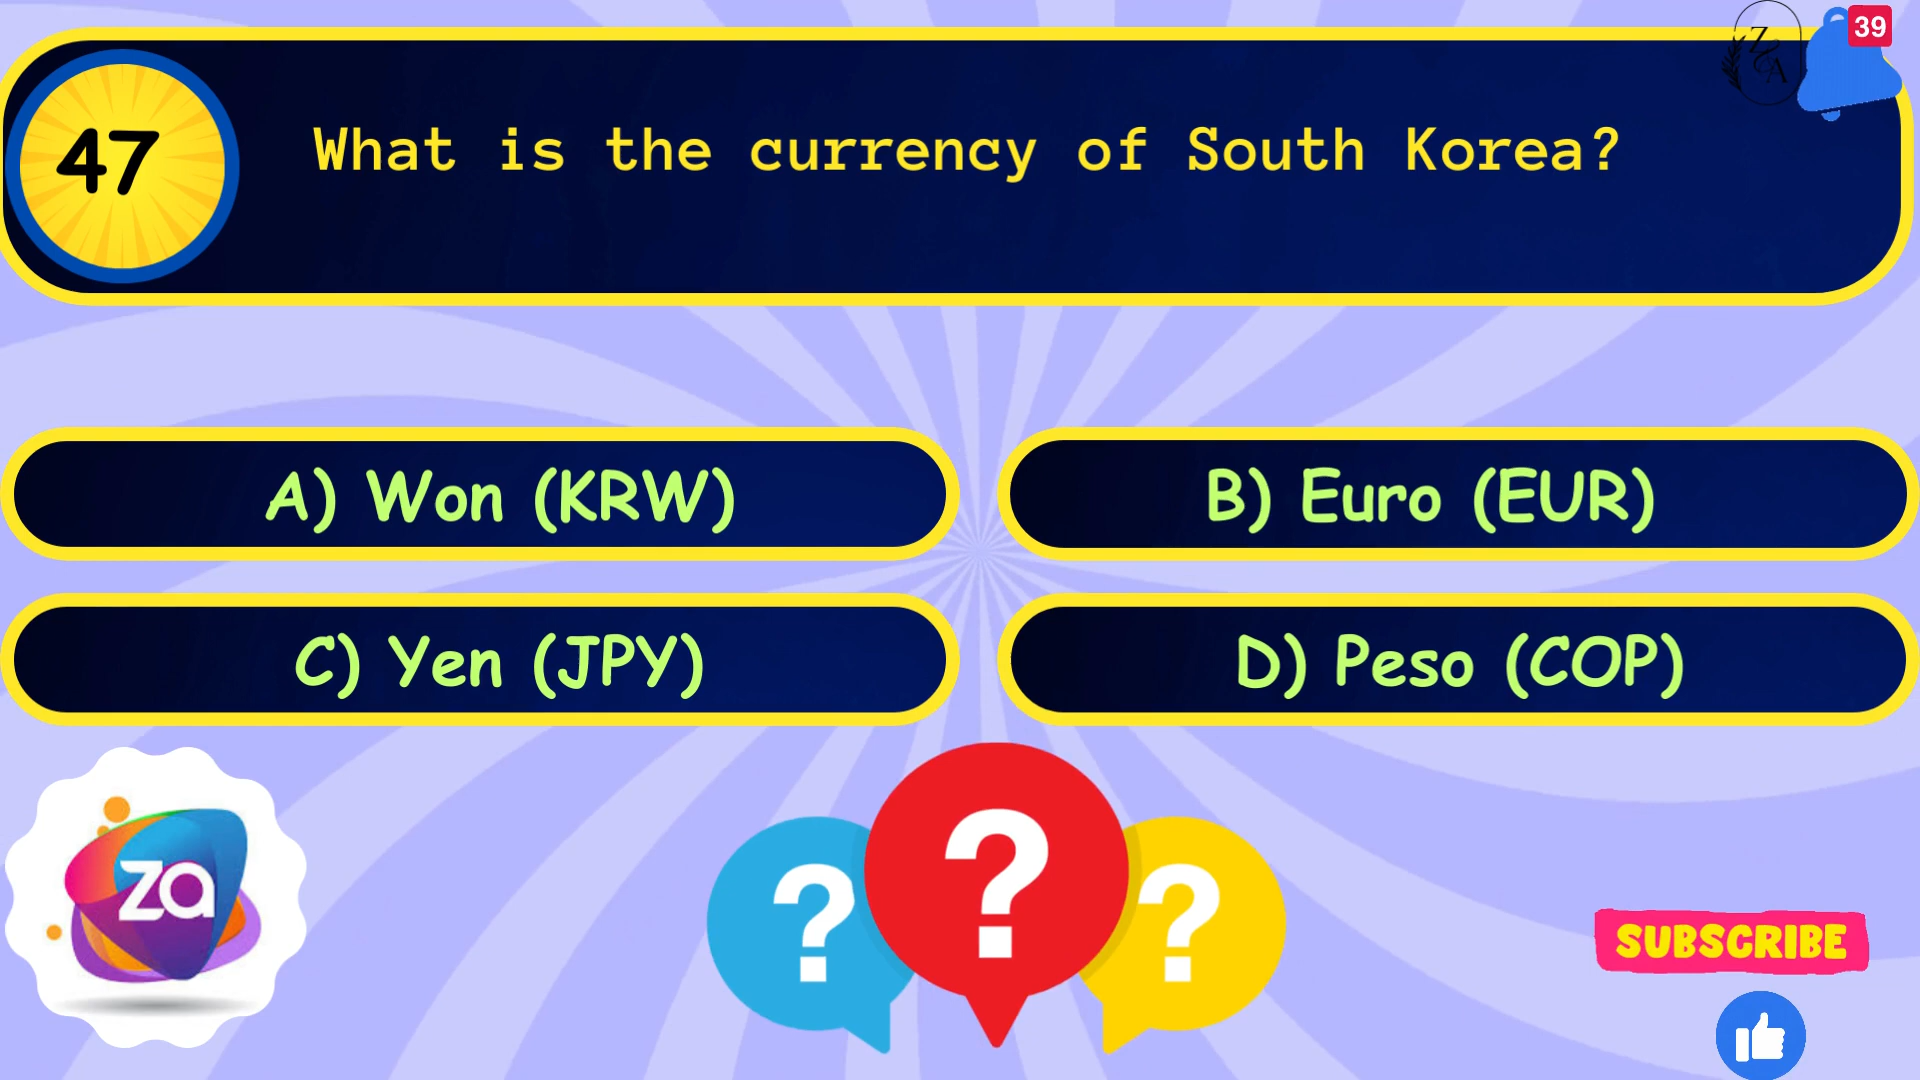 39
Z&A
47
What is the currency of South Korea?
A) Won (KRW)
B) Euro (EUR)
C) Yen (JPY)
D) Peso (COP)
za
? ? ?
SUBSCRIBE